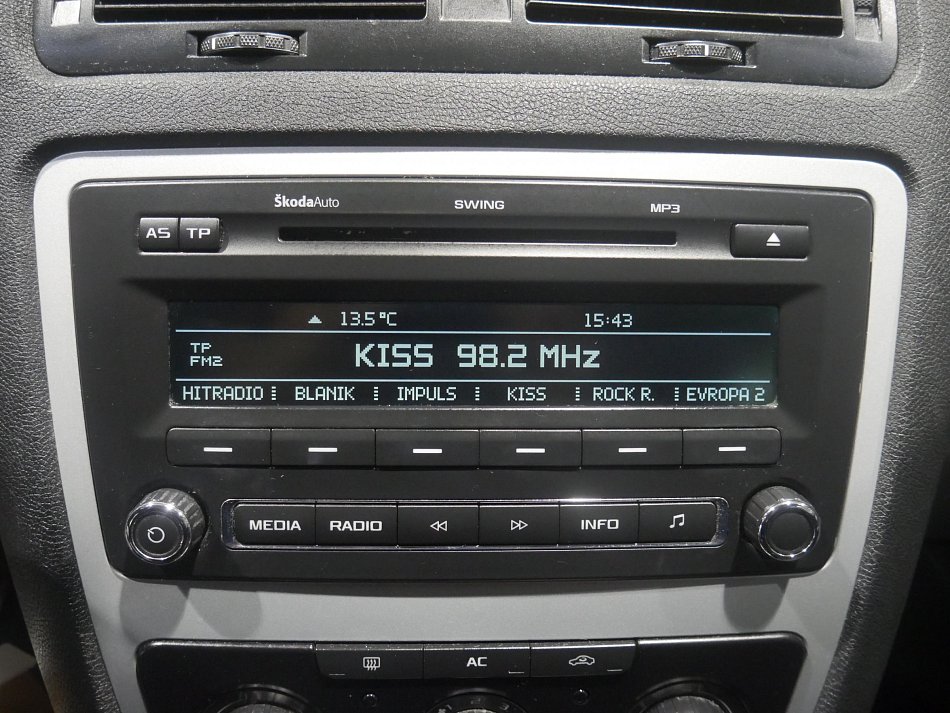 ŠkodaAuto SWING MP3
AS TP
13.5°C 15:43
TP
FM2
KISS 98.2 MHz
HITRADIO BLANIK IMPULS KISS ROCK R. EVROPA 2
MEDIA RADIO INFO
AC